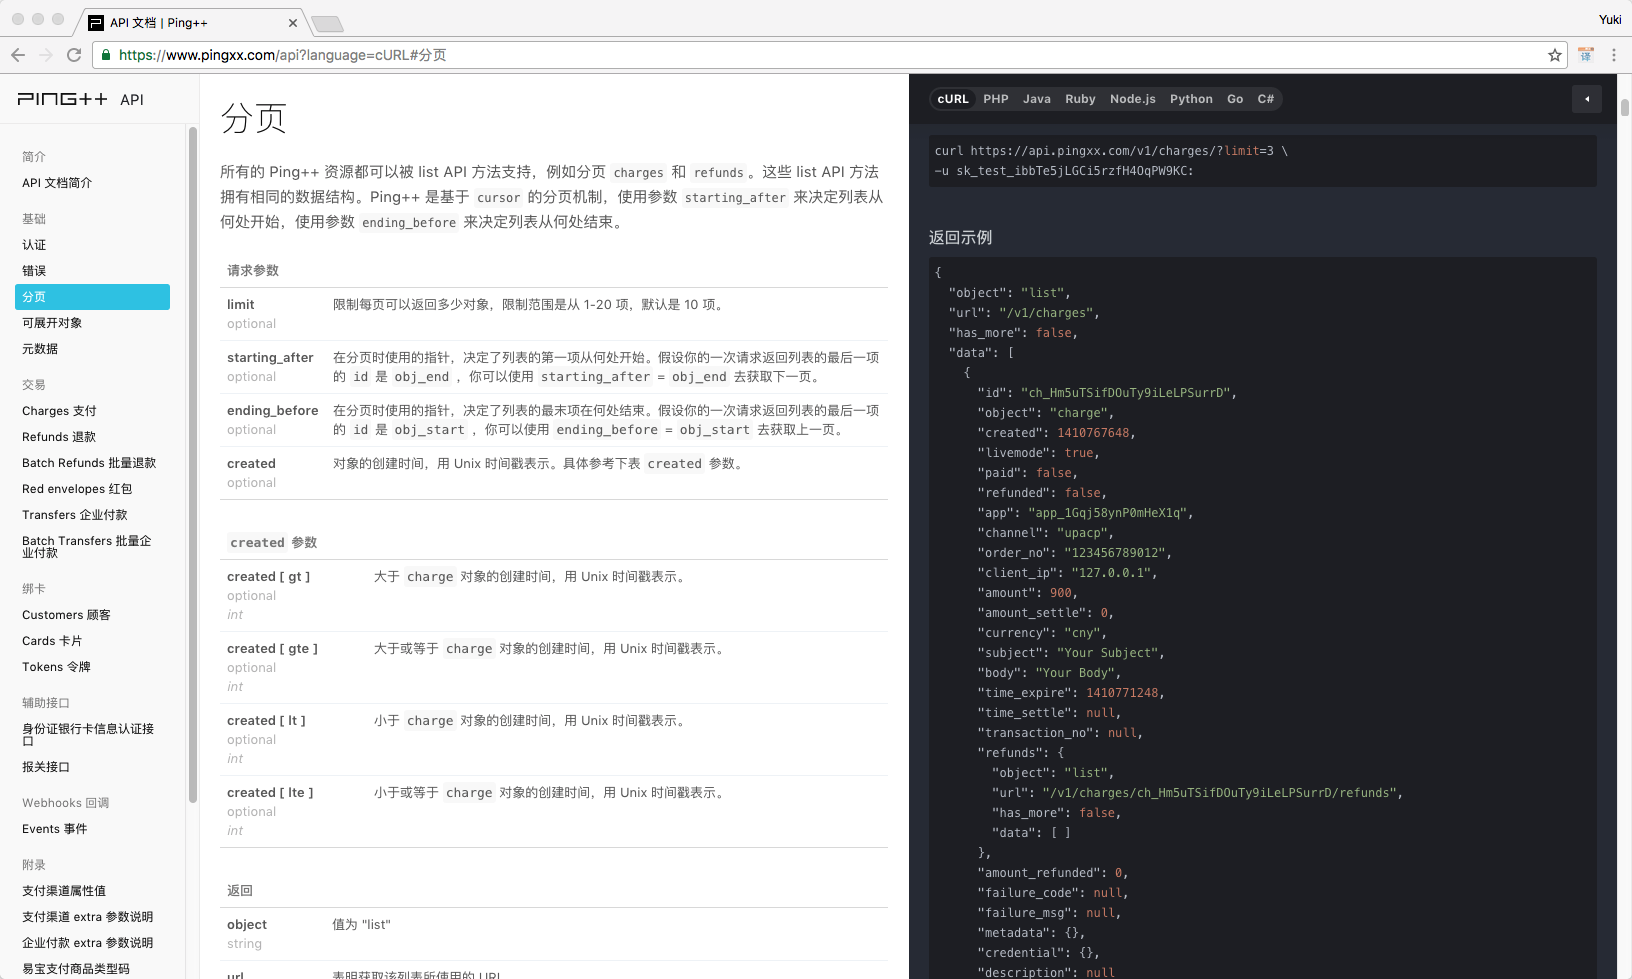 API 文档 | Ping++
Yuki
https://www.pingxx.com/api?language=cURL#分页
译
PING++ API
简介
API 文档简介
基础
认证
错误
分页
可展开对象
元数据
交易
Charges 支付
Refunds 退款
Batch Refunds 批量退款
Red envelopes 红包
Transfers 企业付款
Batch Transfers 批量企
业付款
绑卡
Customers 顾客
Cards 卡片
Tokens 令牌
辅助接口
身份证银行卡信息认证接
口
报关接口
Webhooks 回调
Events 事件
附录
支付渠道属性值
支付渠道 extra 参数说明
企业付款 extra 参数说明
易宝支付商品类型码
分页
所有的 Ping++ 资源都可以被 list API 方法支持，例如分页 charges 和 refunds 。这些 list API 方法
拥有相同的数据结构。Ping++ 是基于 cursor 的分页机制，使用参数 starting_after 来决定列表从
何处开始，使用参数 ending_before 来决定列表从何处结束。
请求参数
limit 限制每页可以返回多少对象，限制范围是从 1-20 项，默认是 10 项。
optional
starting_after 在分页时使用的指针，决定了列表的第一项从何处开始。假设你的一次请求返回列表的最后一项
optional 的 id 是 obj_end ，你可以使用 starting_after = obj_end 去获取下一页。
ending_before 在分页时使用的指针，决定了列表的最末项在何处结束。假设你的一次请求返回列表的最后一项
optional 的 id 是 obj_start ，你可以使用 ending_before = obj_start 去获取上一页。
created 对象的创建时间，用 Unix 时间戳表示。具体参考下表 created 参数。
optional
created 参数
created [ gt ] 大于 charge 对象的创建时间，用 Unix 时间戳表示。
optional
int
created [ gte ] 大于或等于 charge 对象的创建时间，用 Unix 时间戳表示。
optional
int
created [ lt ] 小于 charge 对象的创建时间，用 Unix 时间戳表示。
optional
int
created [ lte ] 小于或等于 charge 对象的创建时间，用 Unix 时间戳表示。
optional
int
返回
object 值为 "list"
string
url 表明获取该列表所使用的 URL
cURL PHP Java Ruby Node.js Python Go C#
curl https://api.pingxx.com/v1/charges/?limit=3 \
-u sk_test_ibbTe5jLGCi5rzfH4OqPW9KC:
返回示例
{
"object": "list",
"url": "/v1/charges",
"has_more": false,
"data": [
{
"id": "ch_Hm5uTSifDOuTy9iLeLPSurrD",
"object": "charge",
"created": 1410767648,
"livemode": true,
"paid": false,
"refunded": false,
"app": "app_1Gqj58ynP0mHeX1q",
"channel": "upacp",
"order_no": "123456789012",
"client_ip": "127.0.0.1",
"amount": 900,
"amount_settle": 0,
"currency": "cny",
"subject": "Your Subject",
"body": "Your Body",
"time_expire": 1410771248,
"time_settle": null,
"transaction_no": null,
"refunds": {
"object": "list",
"url": "/v1/charges/ch_Hm5uTSifDOuTy9iLeLPSurrD/refunds",
"has_more": false,
"data": [ ]
},
"amount_refunded": 0,
"failure_code": null,
"failure_msg": null,
"metadata": {},
"credential": {},
"description": null